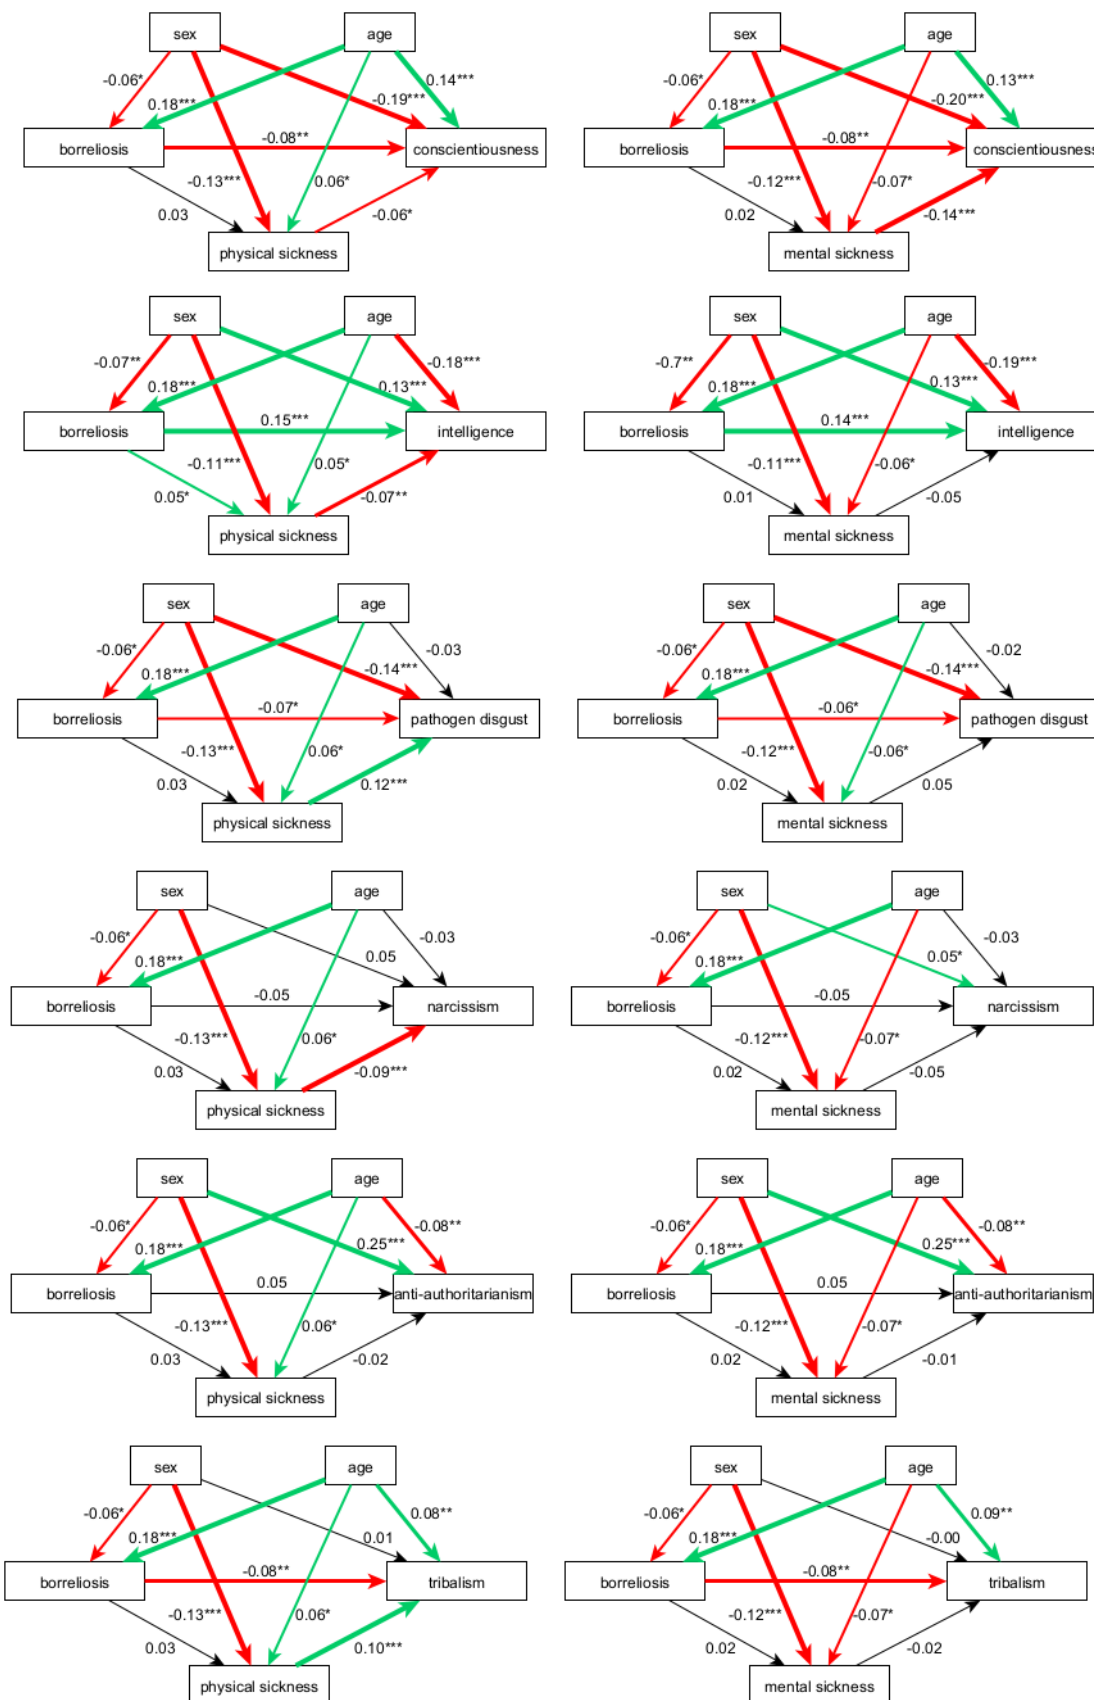 sex age sex age
-0.06* 0.14*** -0.06* 0.13***
0.18*** -0.19*** 0.18*** -0.20***
borreliosis -0.08** conscientiousness borreliosis -0.08** conscientiousness
-0.13*** 0.06* -0.12*** -0.07*
0.03 -0.06* 0.02 -0.14***
physical sickness mental sickness
sex age sex age
-0.07** -0.18*** -0.7** -0.19***
0.18*** 0.13*** 0.18*** 0.13***
borreliosis 0.15*** intelligence borreliosis 0.14*** intelligence
-0.11*** 0.05* -0.11*** -0.06*
0.05* -0.07** 0.01 -0.05
physical sickness mental sickness
sex age sex age
-0.06* -0.03 -0.06* -0.02
0.18*** -0.14*** 0.18*** -0.14***
borreliosis -0.07* pathogen disgust borreliosis -0.06* pathogen disgust
-0.13*** 0.06* -0.12*** -0.06*
0.03 0.12*** 0.02 0.05
physical sickness mental sickness
sex age sex age
-0.06* -0.03 -0.06* -0.03
0.18*** 0.05 0.18*** 0.05*
borreliosis -0.05 narcissism borreliosis -0.05 narcissism
-0.13*** 0.06* -0.12*** -0.07*
0.03 -0.09*** 0.02 -0.05
physical sickness mental sickness
sex age sex age
-0.06* -0.08** -0.06* -0.08**
0.18*** 0.25*** 0.18*** 0.25***
borreliosis 0.05 anti-authoritarianism borreliosis 0.05 anti-authoritarianism
-0.13*** 0.06* -0.12*** -0.07*
0.03 -0.02 0.02 -0.01
physical sickness mental sickness
sex age sex age
-0.06* 0.08** -0.06* 0.09**
0.18*** 0.01 0.18*** -0.00
borreliosis -0.08** tribalism borreliosis -0.08** tribalism
-0.13*** 0.06* -0.12*** -0.07*
0.03 0.10*** 0.02 -0.02
physical sickness mental sickness